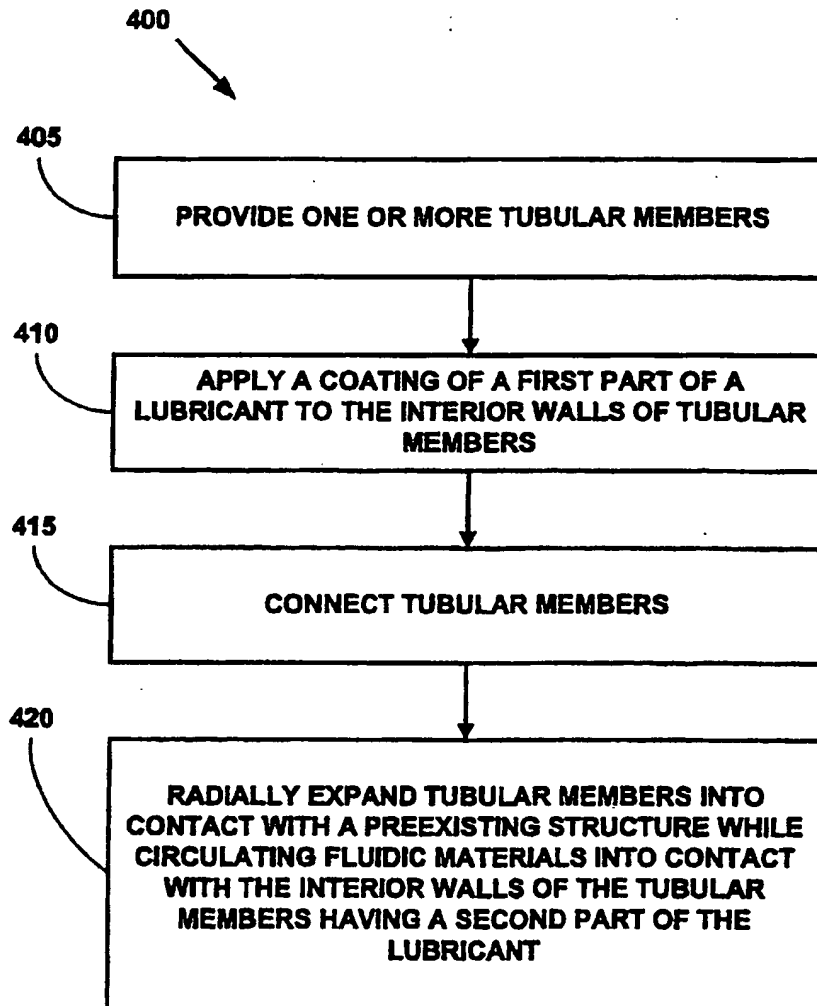 400
405
PROVIDE ONE OR MORE TUBULAR MEMBERS
410
APPLY A COATING OF A FIRST PART OF A
LUBRICANT TO THE INTERIOR WALLS OF TUBULAR
MEMBERS
415
CONNECT TUBULAR MEMBERS
420
RADIALLY EXPAND TUBULAR MEMBERS INTO
CONTACT WITH A PREEXISTING STRUCTURE WHILE
CIRCULATING FLUIDIC MATERIALS INTO CONTACT
WITH THE INTERIOR WALLS OF THE TUBULAR
MEMBERS HAVING A SECOND PART OF THE
LUBRICANT